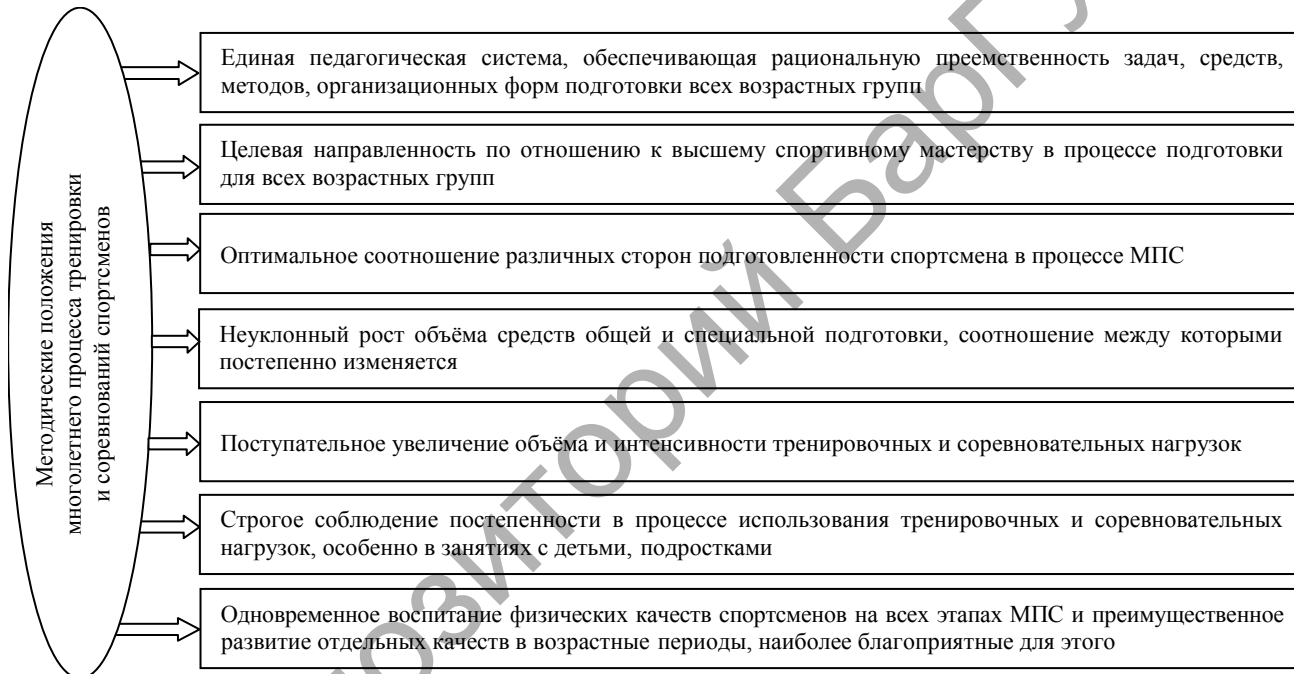 Методические положения
многолетнего процесса тренировки
и соревнований спортсменов
Единая педагогическая система, обеспечивающая рациональную преемственность задач, средств,
методов, организационных форм подготовки всех возрастных групп
Целевая направленность по отношению к высшему спортивному мастерству в процессе подготовки
для всех возрастных групп
Оптимальное соотношение различных сторон подготовленности спортсмена в процессе МПС
Неуклонный рост объёма средств общей и специальной подготовки, соотношение между которыми
постепенно изменяется
Поступательное увеличение объёма и интенсивности тренировочных и соревновательных нагрузок
Строгое соблюдение постепенности в процессе использования тренировочных и соревновательных
нагрузок, особенно в занятиях с детьми, подростками
Одновременное воспитание физических качеств спортсменов на всех этапах МПС и преимущественное
развитие отдельных качеств в возрастные периоды, наиболее благоприятные для этого